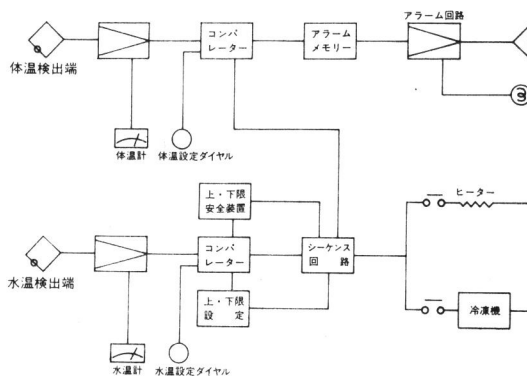 アラーム回路
コンパ
レーター
アラーム
メモリー
体温検出端
体温計
体温設定ダイヤル
上・下限
安全装置
ヒーター
コンパ
レーター
シーケンス
回路
水温検出端
上・下限
設定
冷凍機
水温計
水温設定ダイヤル